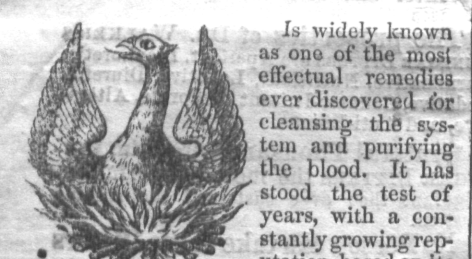 Is widely known
as one of the most
effectual remedies
ever discovered for
cleansing the sys-
tem and purifying
the blood. It has
stood the test of
years, with a con-
stantly growing rep-